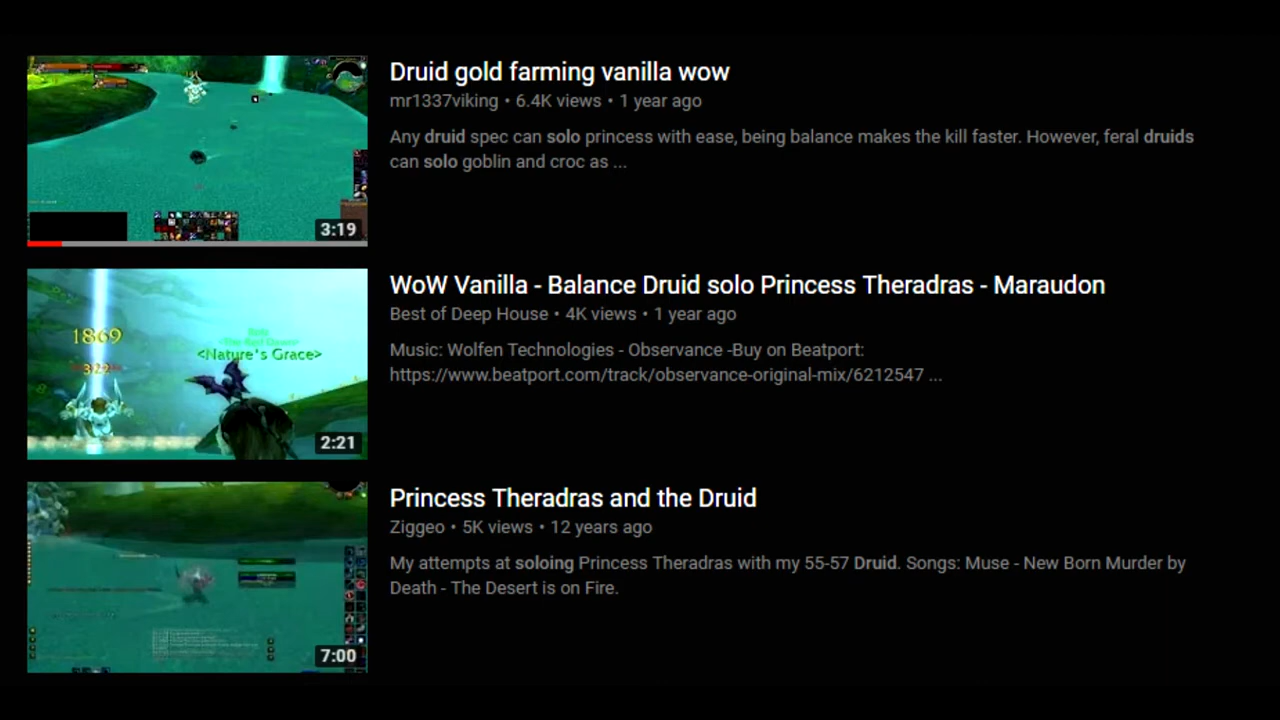 Druid gold farming vanilla wow
mr1337viking • 6.4K views • 1 year ago
Any druid spec can solo princess with ease, being balance makes the kill faster. However, feral druids
can solo goblin and croc as ...
3:19
WoW Vanilla - Balance Druid solo Princess Theradras - Maraudon
Best of Deep House • 4K views • 1 year ago
1869
322
<Nature's Grace>
Music: Wolfen Technologies - Observance -Buy on Beatport:
https://www.beatport.com/track/observance-original-mix/6212547 ...
2:21
Princess Theradras and the Druid
Ziggeo • 5K views • 12 years ago
My attempts at soloing Princess Theradras with my 55-57 Druid. Songs: Muse - New Born Murder by
Death - The Desert is on Fire.
7:00